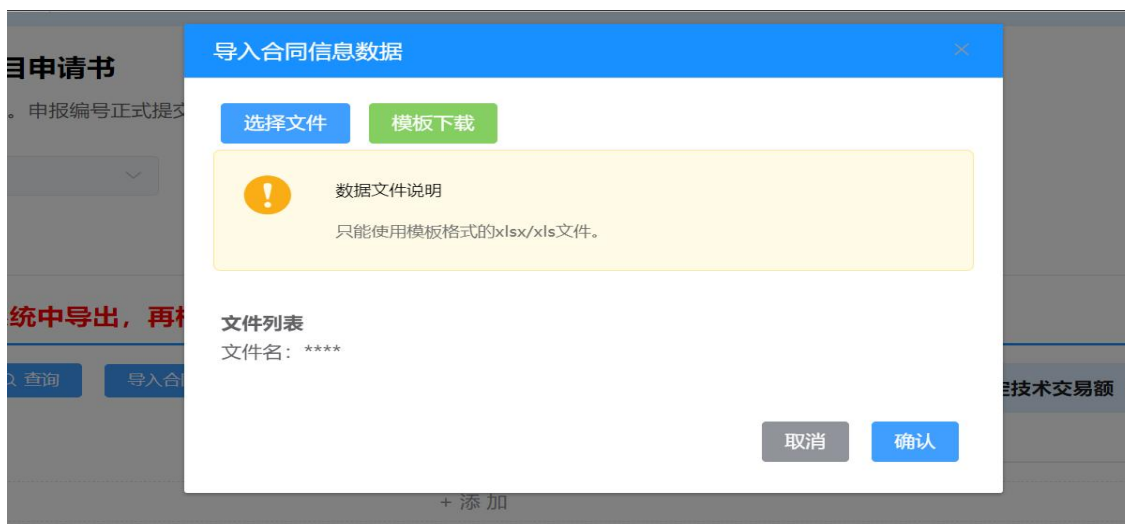 导入合同信息数据
目申请书
。申报编号正式提交
选择文件
模板下载
数据文件说明
只能使用模板格式的xlsx/xls文件。
统中导出，再
文件列表
文件名：****
查询
导入合
技术交易额
取消
确认
+ 添 加